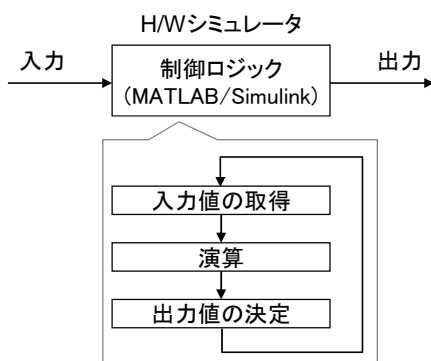 H/Wシミュレータ
入力
制御ロジック
(MATLAB/Simulink)
出力
入力値の取得
演算
出力値の決定